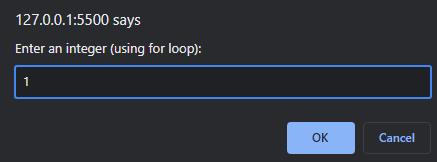 127.0.0.1:5500 says
Enter an integer (using for loop):
1
OK Cancel